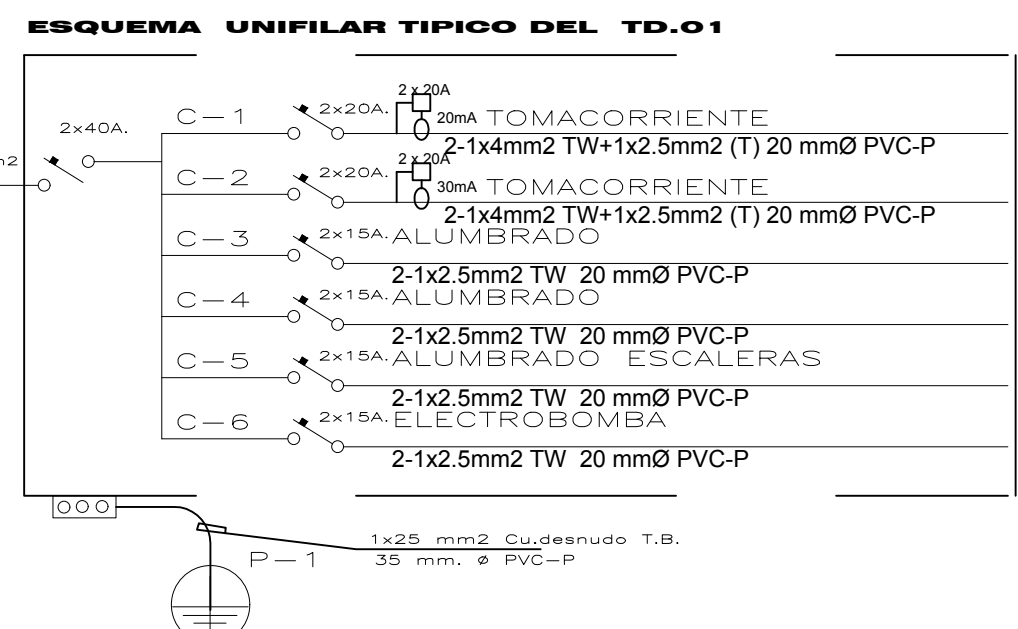 ESQUEMA UNIFILAR TIPICO DEL TD.01
2x40A.
m2
C-1
2x20A.
2 x 20A
20mA
TOMACORRIENTE
2-1x4mm2 TW+1x2.5mm2 (T) 20 mmØ PVC-P
C-2
2x20A.
2 x 20A
30mA
TOMACORRIENTE
2-1x4mm2 TW+1x2.5mm2 (T) 20 mmØ PVC-P
C-3
2x15A.
ALUMBRADO
2-1x2.5mm2 TW 20 mmØ PVC-P
C-4
2x15A.
ALUMBRADO
2-1x2.5mm2 TW 20 mmØ PVC-P
C-5
2x15A.
ALUMBRADO ESCALERAS
2-1x2.5mm2 TW 20 mmØ PVC-P
C-6
2x15A.
ELECTROBOMBA
2-1x2.5mm2 TW 20 mmØ PVC-P
P-1
1x25 mm2 Cu.desnudo T.B.
35 mm. ø PVC-P